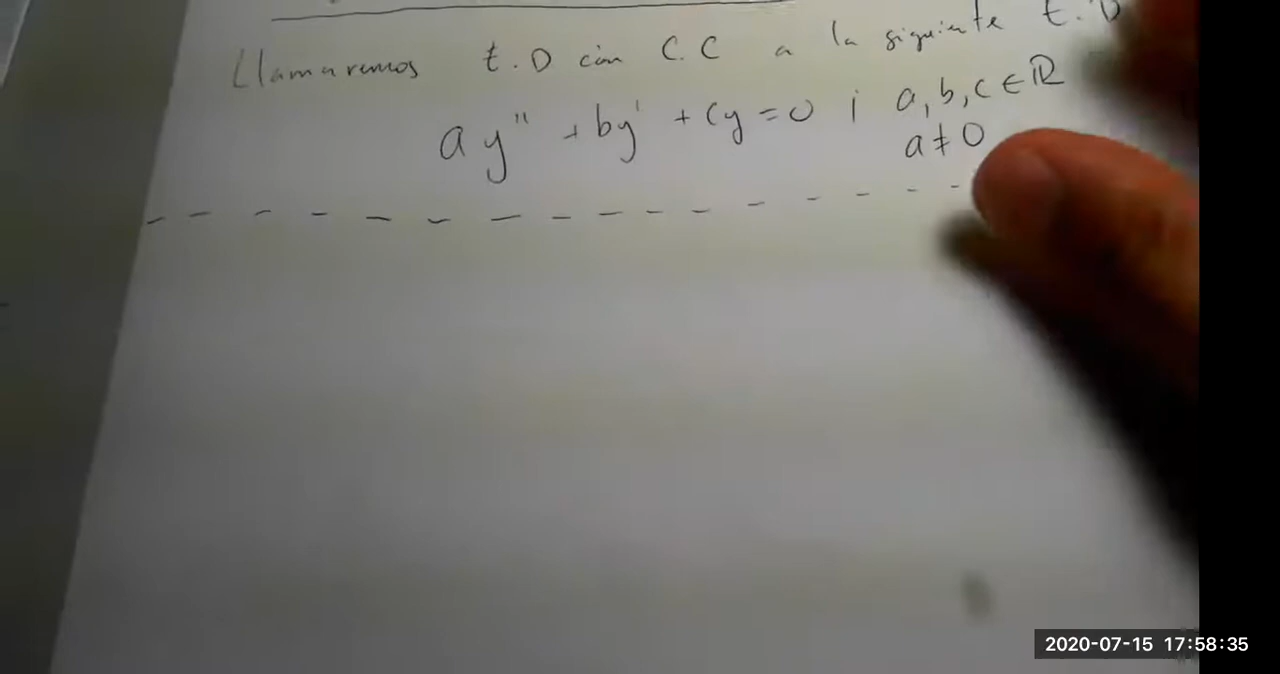 Llamaremos E.D con C.C a la siguiente E.D
ay'' + by' + cy = 0 ; a, b, c ∈ ℝ
a ≠ 0
2020-07-15 17:58:35